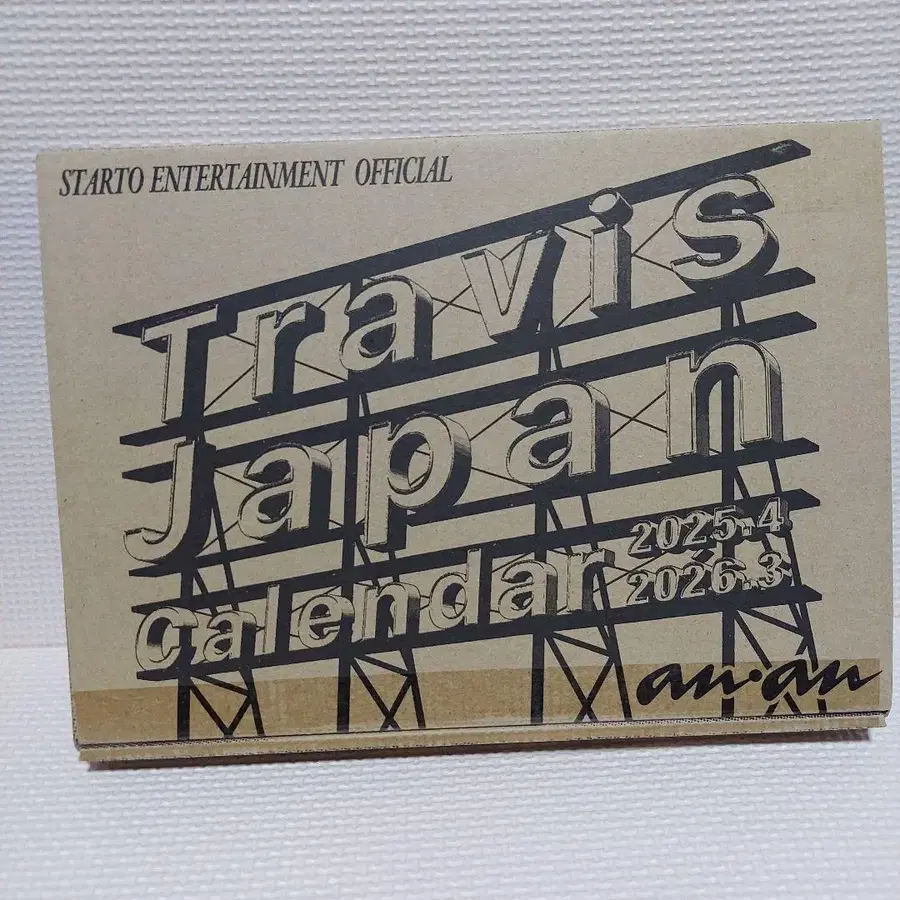 STARTO ENTERTAINMENT OFFICIAL
Travis
Japan
calendar
2025.4
2026.3
an·an